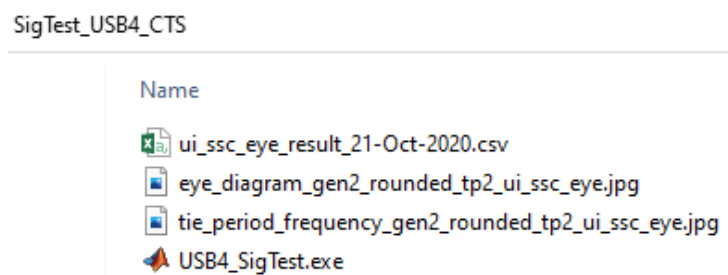 SigTest_USB4_CTS
Name
ui_ssc_eye_result_21-Oct-2020.csv
eye_diagram_gen2_rounded_tp2_ui_ssc_eye.jpg
tie_period_frequency_gen2_rounded_tp2_ui_ssc_eye.jpg
USB4_SigTest.exe